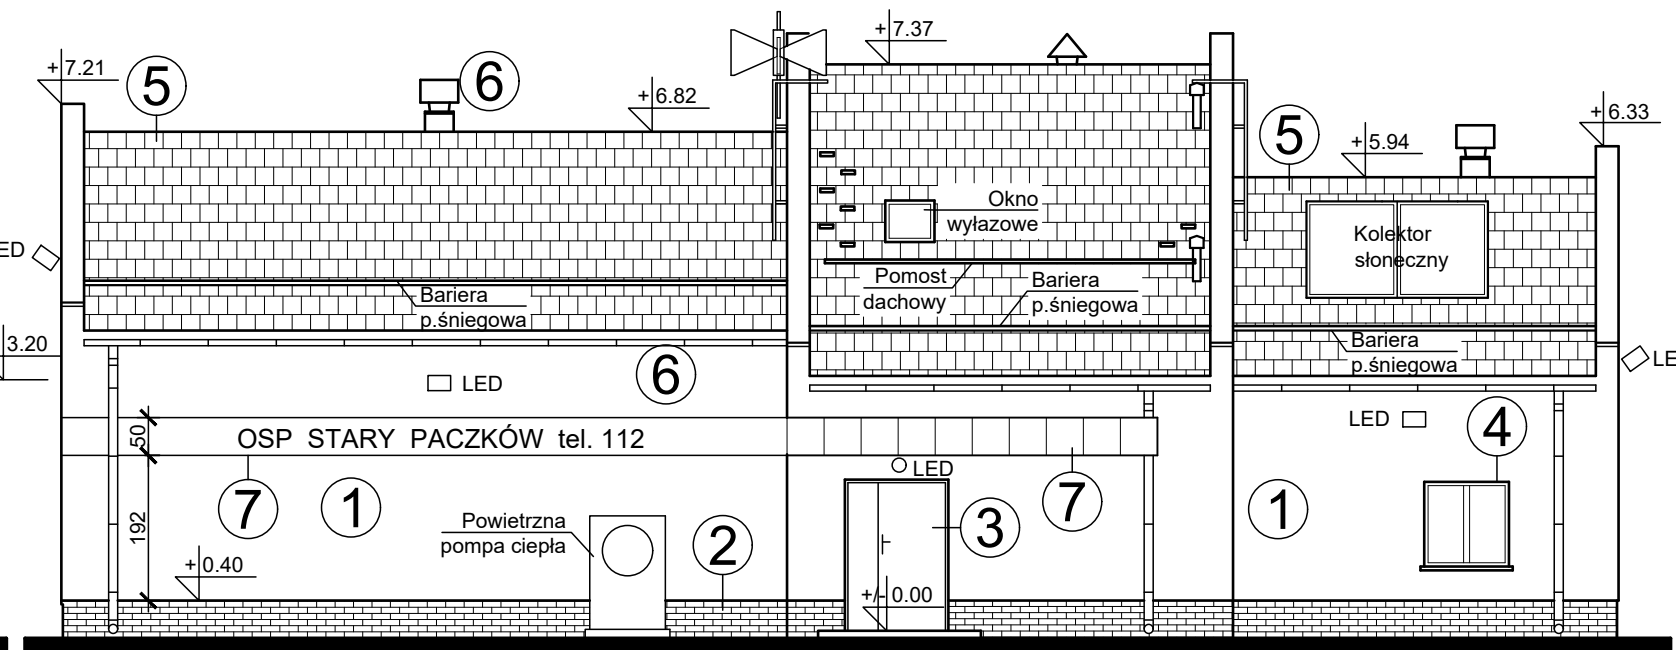 +7.37
+7.21
5
6
+6.82
5
+5.94
+6.33
Okno
wyłazowe
Kolektor
słoneczny
LED
Pomost
dachowy
Bariera
p.śniegowa
Bariera
p.śniegowa
3.20
Bariera
p.śniegowa
6
LED
LED
4
50
OSP STARY PACZKÓW tel. 112
LED
7
1
192
Powietrzna
pompa ciepła
2
3
7
1
+0.40
+/-0.00